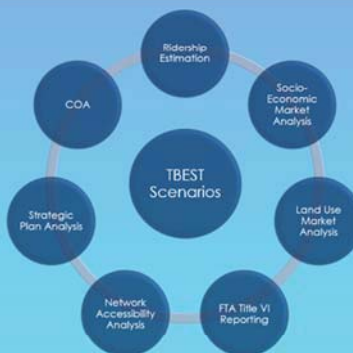 Ridership
Estimation
Socio-
Economic
Market
Analysis
Land Use
Market
Analysis
FTA Title VI
Reporting
Network
Accessibility
Analysis
Strategic
Plan Analysis
COA
TBEST
Scenarios